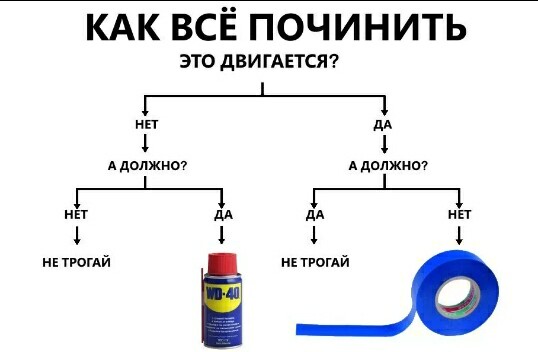 КАК ВСЁ ПОЧИНИТЬ
ЭТО ДВИГАЕТСЯ?
НЕТ
ДА
А ДОЛЖНО?
А ДОЛЖНО?
НЕТ
ДА
ДА
НЕТ
НЕ ТРОГАЙ
НЕ ТРОГАЙ
WD-40